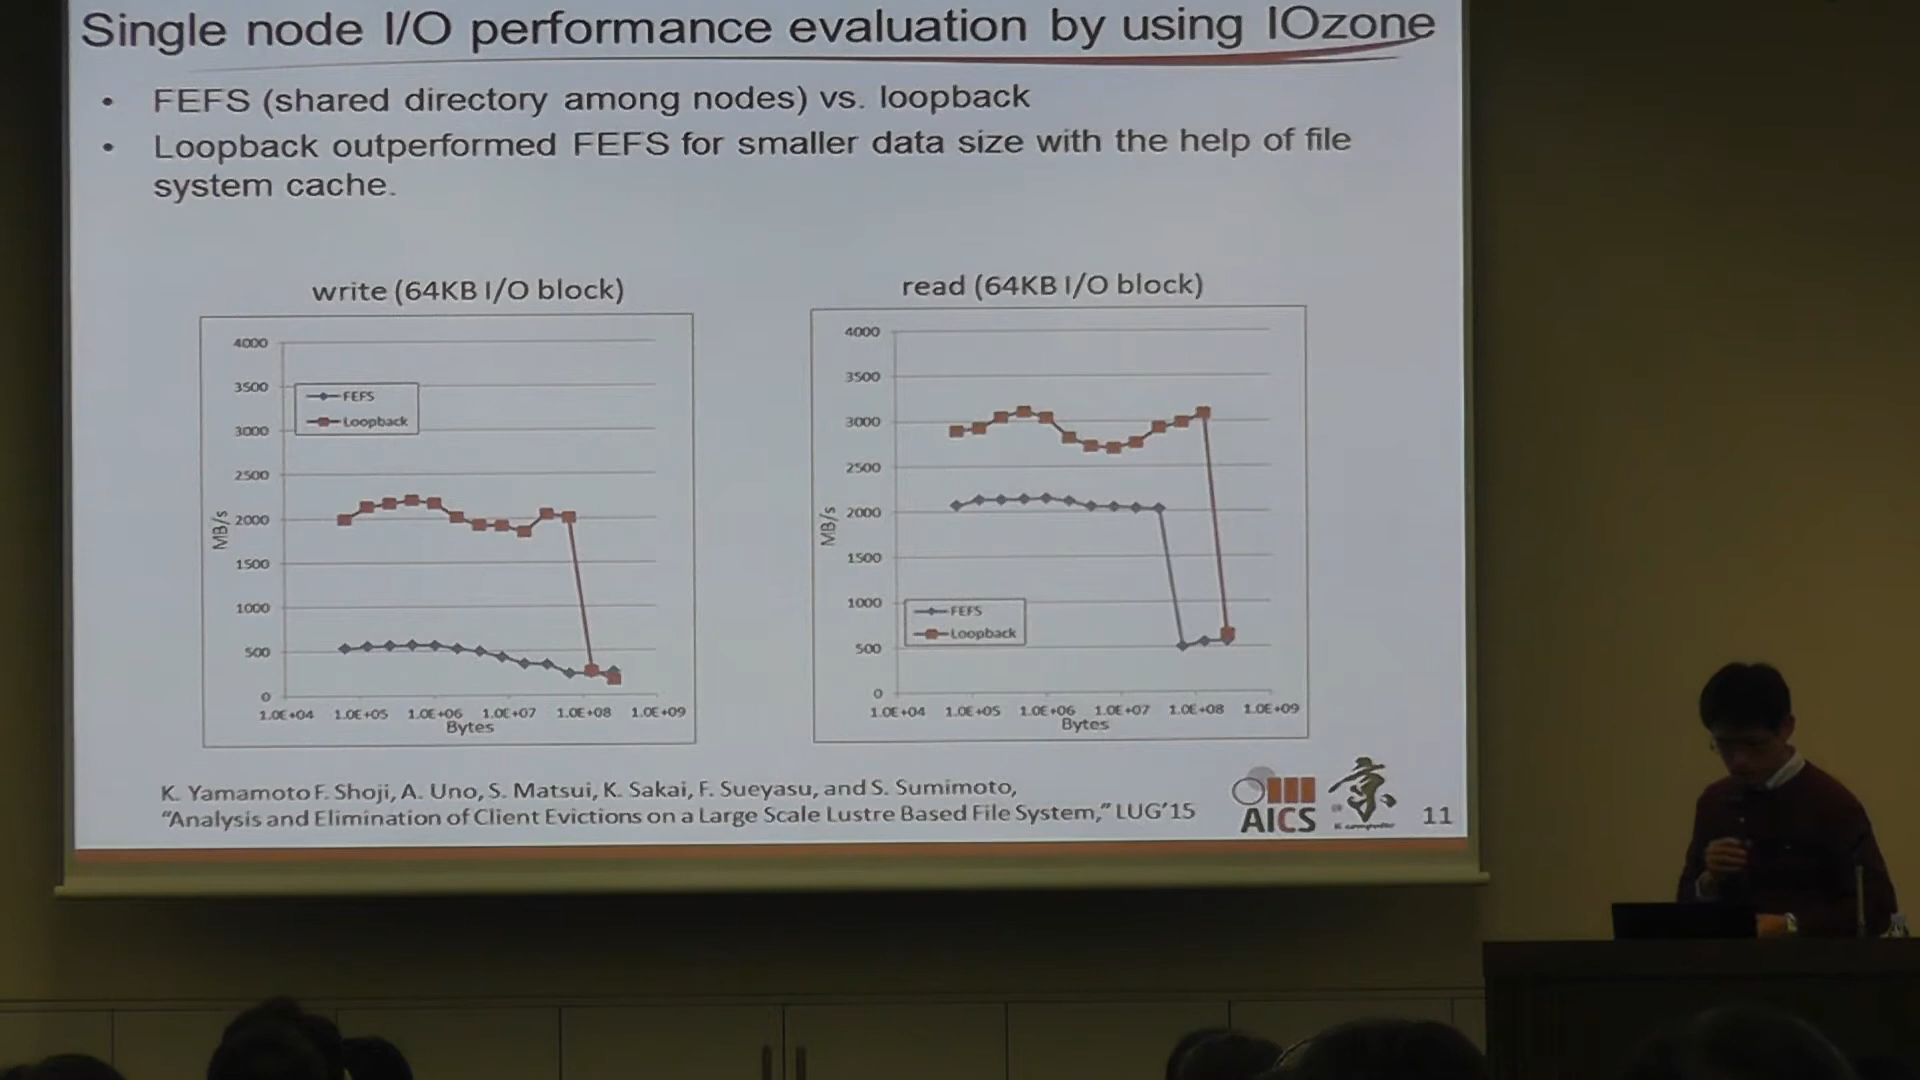 Single node I/O performance evaluation by using IOzone
• FEFS (shared directory among nodes) vs. loopback
• Loopback outperformed FEFS for smaller data size with the help of file
system cache.
write (64KB I/O block)
4000
3500
3000
2500
2000
1500
1000
500
0
MB/s
FEFS
Loopback
1.0E+04 1.0E+05 1.0E+06 1.0E+07 1.0E+08 1.0E+09
Bytes
read (64KB I/O block)
4000
3500
3000
2500
2000
1500
1000
500
0
MB/s
FEFS
Loopback
1.0E+04 1.0E+05 1.0E+06 1.0E+07 1.0E+08 1.0E+09
Bytes
K. Yamamoto F. Shoji, A. Uno, S. Matsui, K. Sakai, F. Sueyasu, and S. Sumimoto,
“Analysis and Elimination of Client Evictions on a Large Scale Lustre Based File System,” LUG’15
AICS
京
K computer
11